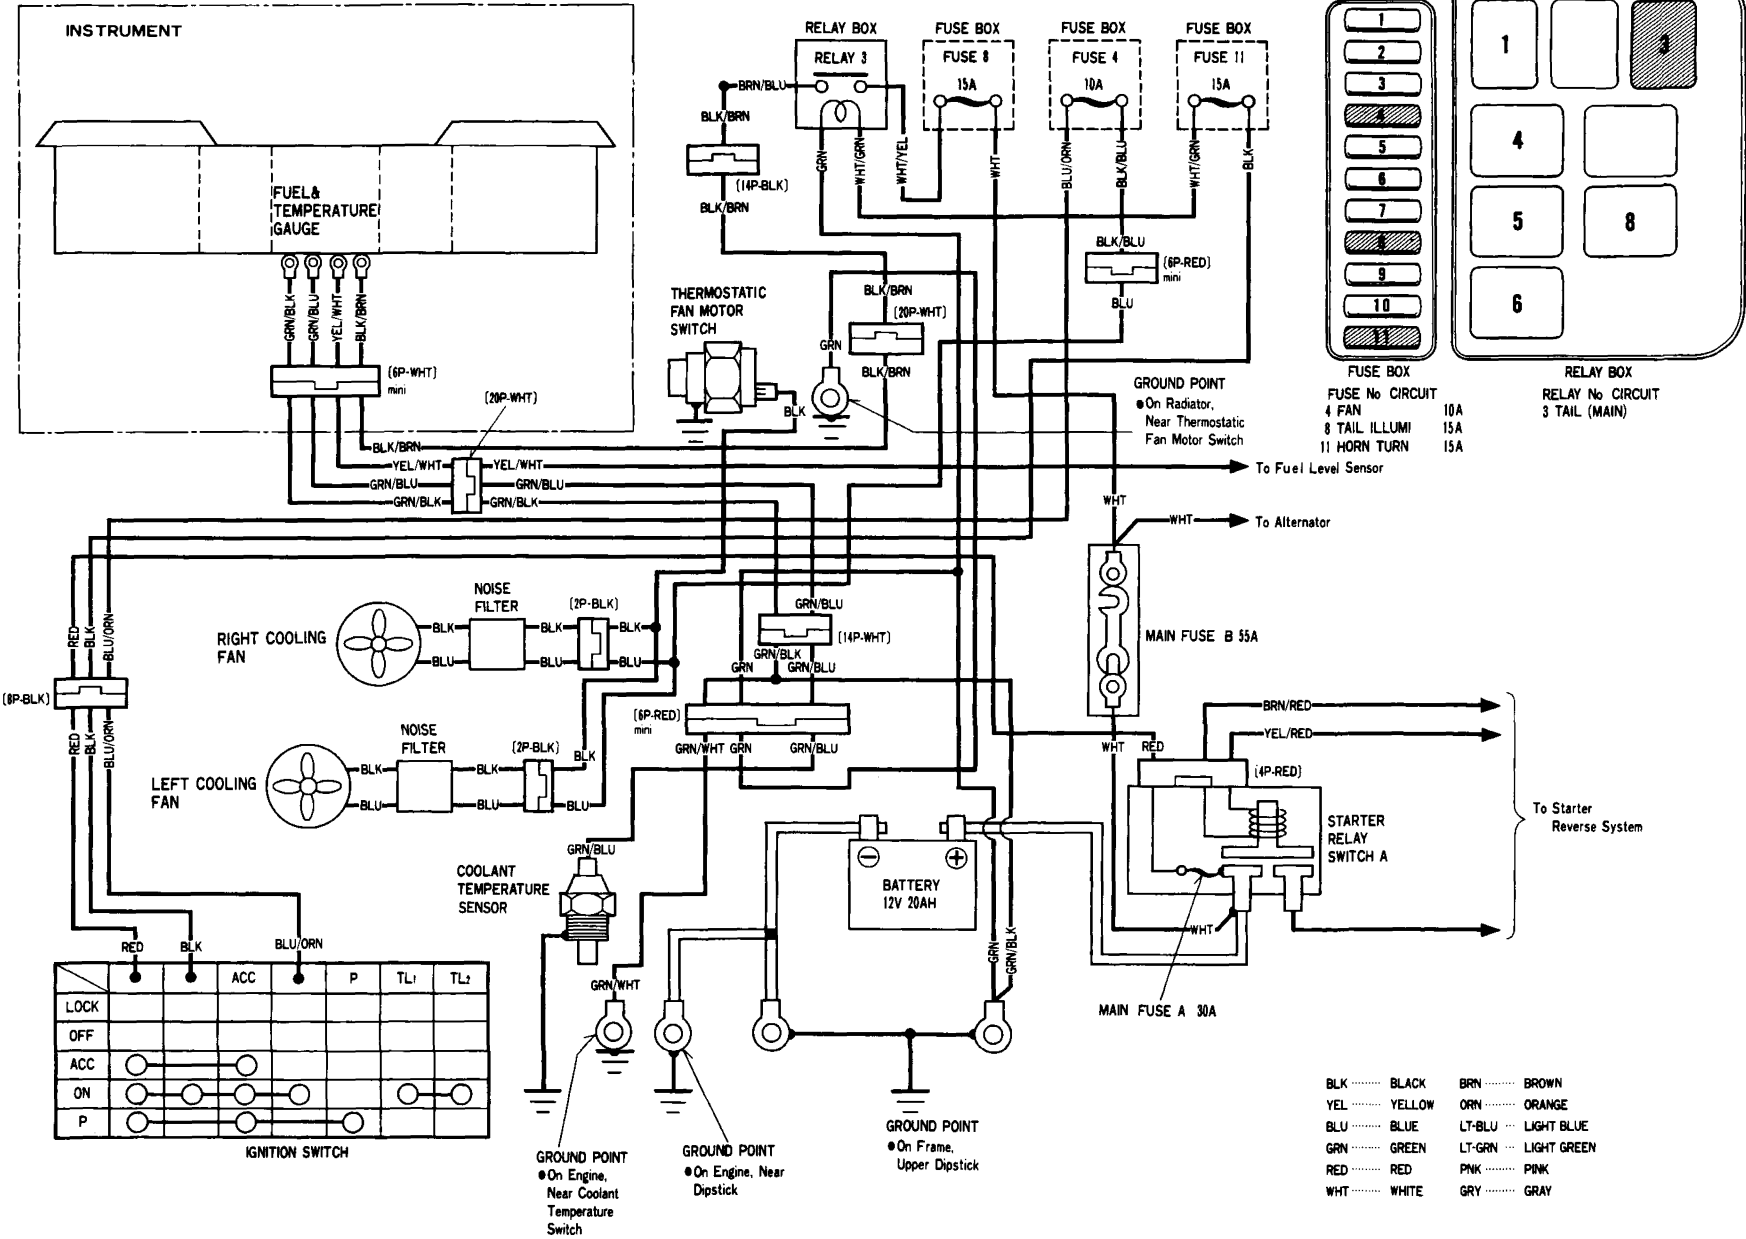 INSTRUMENT
FUEL&
TEMPERATURE
GAUGE
GRN/BLK
GRN/BLU
YEL/WHT
BLK/BRN
(6P-WHT)
mini
(20P-WHT)
BLK/BRN
YEL/WHT
YEL/WHT
GRN/BLU
GRN/BLU
GRN/BLK
GRN/BLK
RELAY BOX
RELAY 3
FUSE BOX
FUSE 8
15A
FUSE BOX
FUSE 4
10A
FUSE BOX
FUSE 11
15A
BRN/BLU
BLK/BRN
(14P-BLK)
BLK/BRN
GRN
WHT/GRN
WHT/YEL
WHT
BLU/ORN
BLK/BLU
WHT/GRN
BLK
BLK/BLU
(6P-RED)
mini
BLU
THERMOSTATIC
FAN MOTOR
SWITCH
BLK
GRN
BLK/BRN
(20P-WHT)
BLK/BRN
GROUND POINT
●On Radiator,
Near Thermostatic
Fan Motor Switch
To Fuel Level Sensor
WHT
WHT
To Alternator
MAIN FUSE B 55A
1
2
3
4
5
6
7
8
9
10
11
FUSE BOX
FUSE No CIRCUIT
4 FAN 10A
8 TAIL ILLUMI 15A
11 HORN TURN 15A
1
3
4
5
8
6
RELAY BOX
RELAY No CIRCUIT
3 TAIL (MAIN)
RED
BLK
BLU/ORN
(8P-BLK)
RED
BLK
BLU/ORN
RIGHT COOLING
FAN
NOISE
FILTER
(2P-BLK)
BLK
BLK
BLK
BLU
BLU
BLU
LEFT COOLING
FAN
NOISE
FILTER
(2P-BLK)
BLK
BLK
BLK
BLU
BLU
BLU
GRN/BLU
(14P-WHT)
GRN/BLK
GRN
GRN/BLU
(6P-RED)
mini
GRN/WHT
GRN
GRN/BLU
WHT
RED
BRN/RED
YEL/RED
(4P-RED)
STARTER
RELAY
SWITCH A
To Starter
Reverse System
WHT
MAIN FUSE A 30A
GRN/BLU
COOLANT
TEMPERATURE
SENSOR
BATTERY
12V 20AH
GRN
GRN/BLK
GRN/WHT
RED
BLK
BLU/ORN
ACC
P
TL1
TL2
LOCK
OFF
ACC
ON
P
IGNITION SWITCH
GROUND POINT
●On Engine,
Near Coolant
Temperature
Switch
GROUND POINT
●On Engine, Near
Dipstick
GROUND POINT
●On Frame,
Upper Dipstick
BLK ········ BLACK BRN ········ BROWN
YEL ········ YELLOW ORN ········ ORANGE
BLU ········ BLUE LT-BLU ··· LIGHT BLUE
GRN ········ GREEN LT-GRN ··· LIGHT GREEN
RED ········ RED PNK ········ PINK
WHT ········ WHITE GRY ········ GRAY